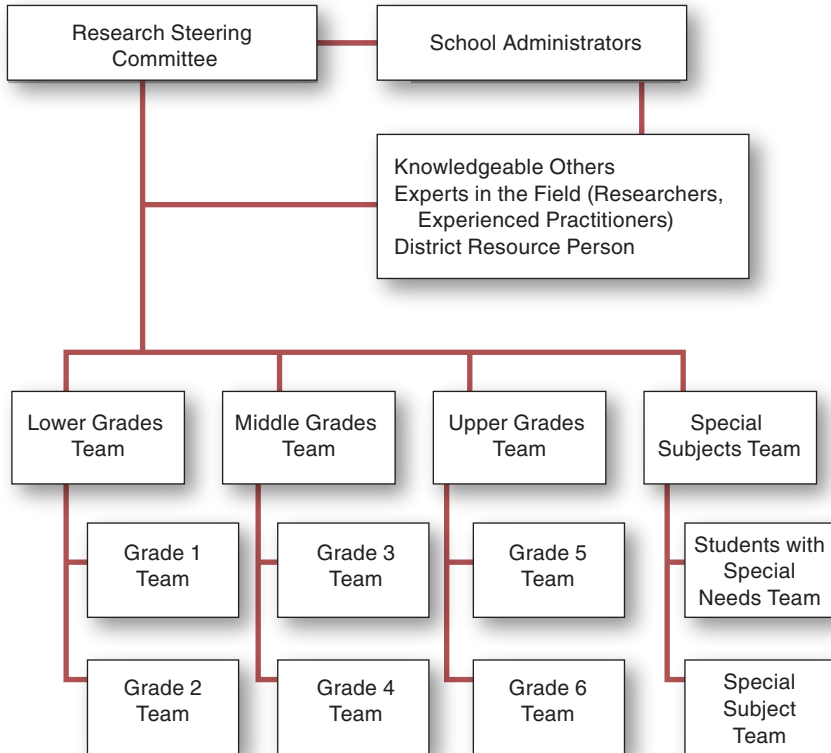 Research Steering
Committee
School Administrators
Knowledgeable Others
Experts in the Field (Researchers,
Experienced Practitioners)
District Resource Person
Lower Grades
Team
Middle Grades
Team
Upper Grades
Team
Special
Subjects Team
Grade 1
Team
Grade 3
Team
Grade 5
Team
Students with
Special
Needs Team
Grade 2
Team
Grade 4
Team
Grade 6
Team
Special
Subject
Team